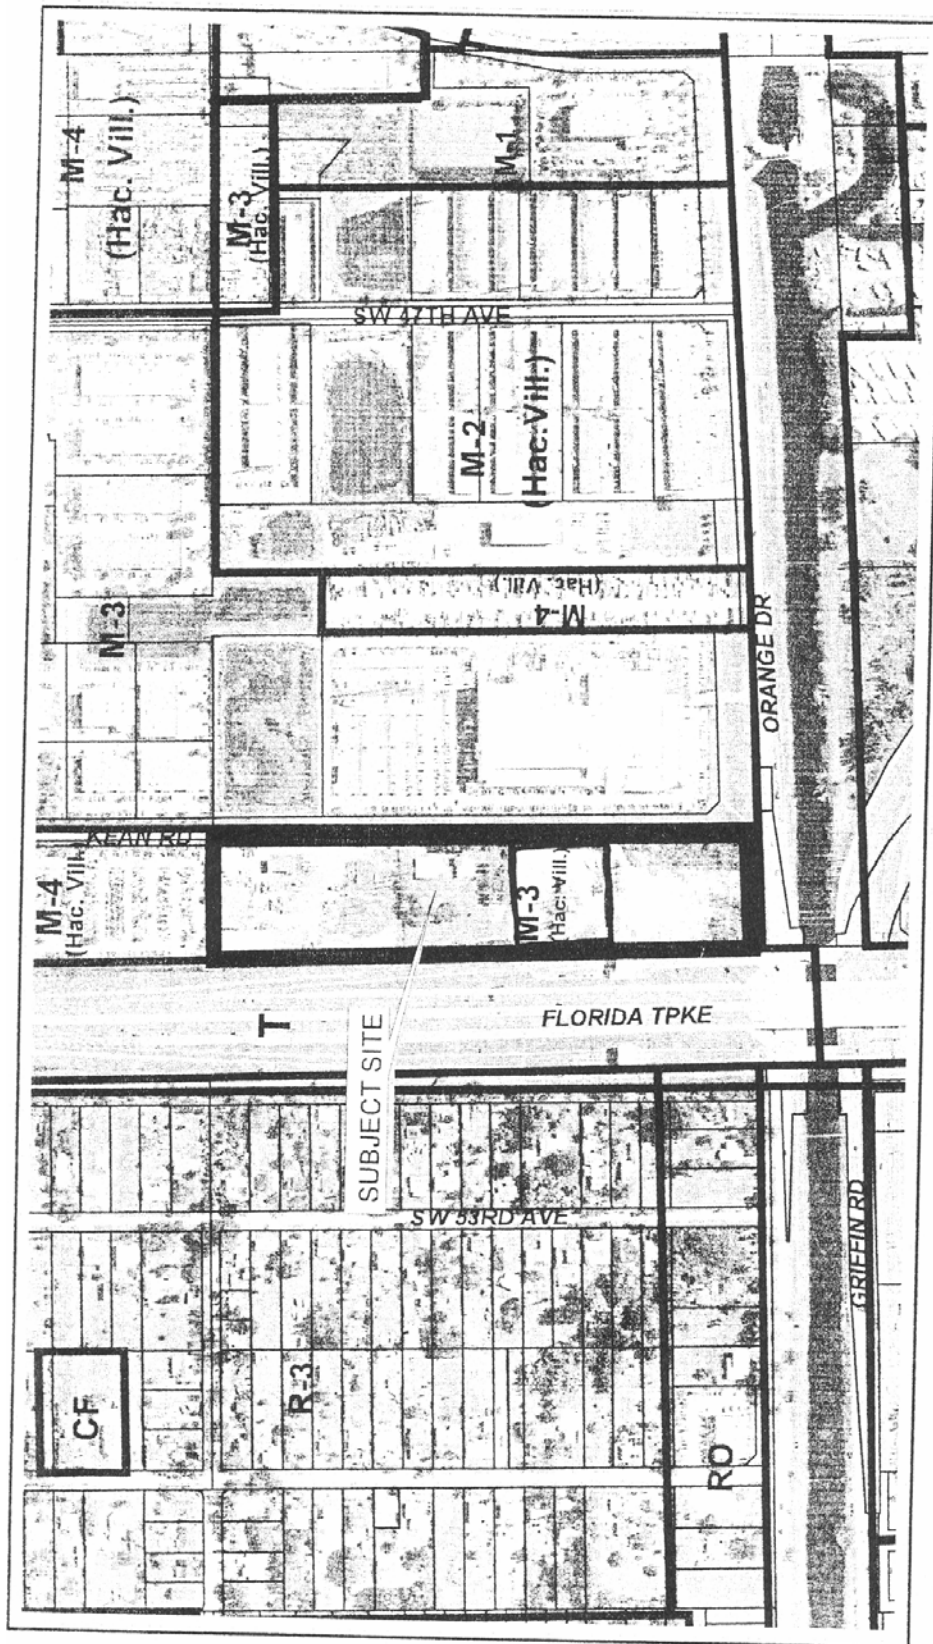 M-4
(Hac. Vill.)
M-3
(Hac. Vill.)
M-1
SW 47TH AVE
M-2
(Hac. Vill.)
M-3
M-4
(Hac. Vill.)
ORANGE DR
KEAN RD
M-4
(Hac. Vill.)
M-3
(Hac. Vill.)
T
FLORIDA TPKE
SUBJECT SITE
SW 53RD AVE
GRIFFIN RD
CF
R-3
RO